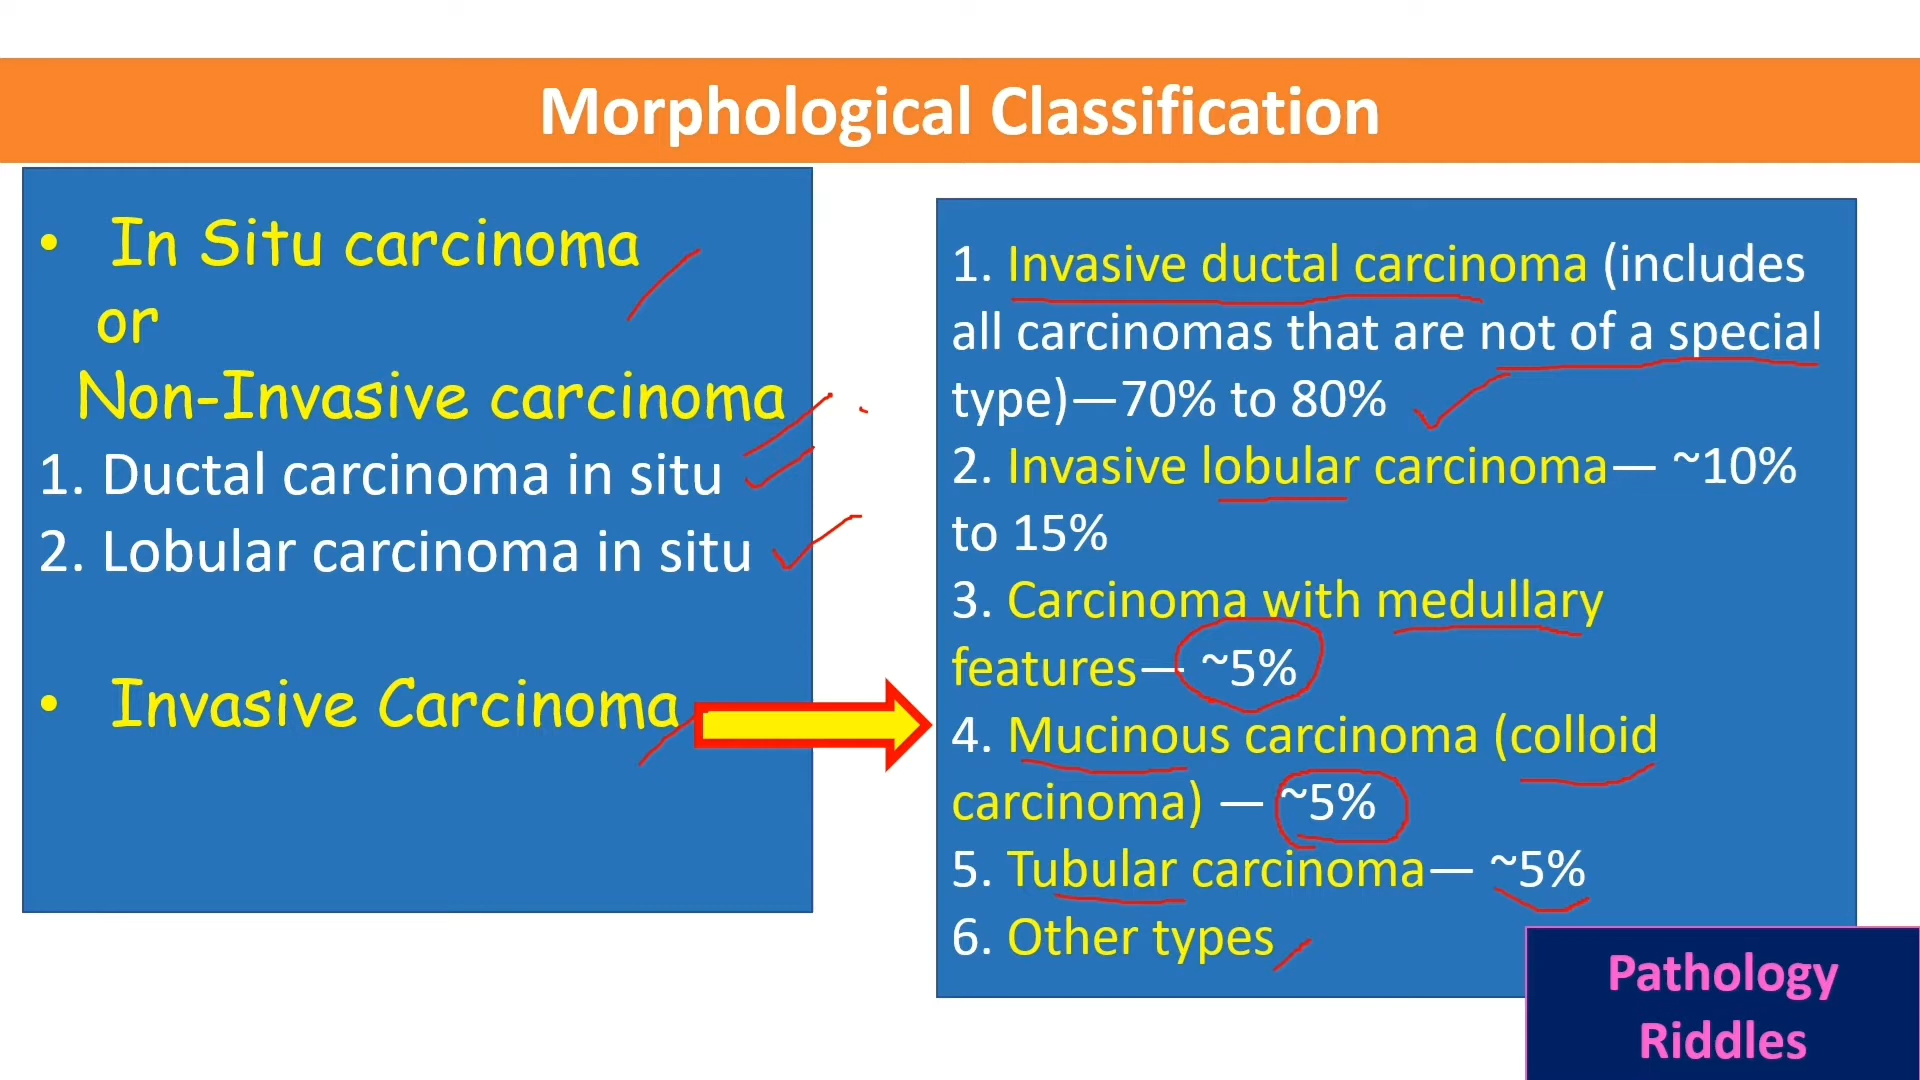 Morphological Classification
• In Situ carcinoma
or
Non-Invasive carcinoma
1. Ductal carcinoma in situ
2. Lobular carcinoma in situ
• Invasive Carcinoma
1. Invasive ductal carcinoma (includes
all carcinomas that are not of a special
type)—70% to 80%
2. Invasive lobular carcinoma— ~10%
to 15%
3. Carcinoma with medullary
features— ~5%
4. Mucinous carcinoma (colloid
carcinoma) — ~5%
5. Tubular carcinoma— ~5%
6. Other types
Pathology
Riddles